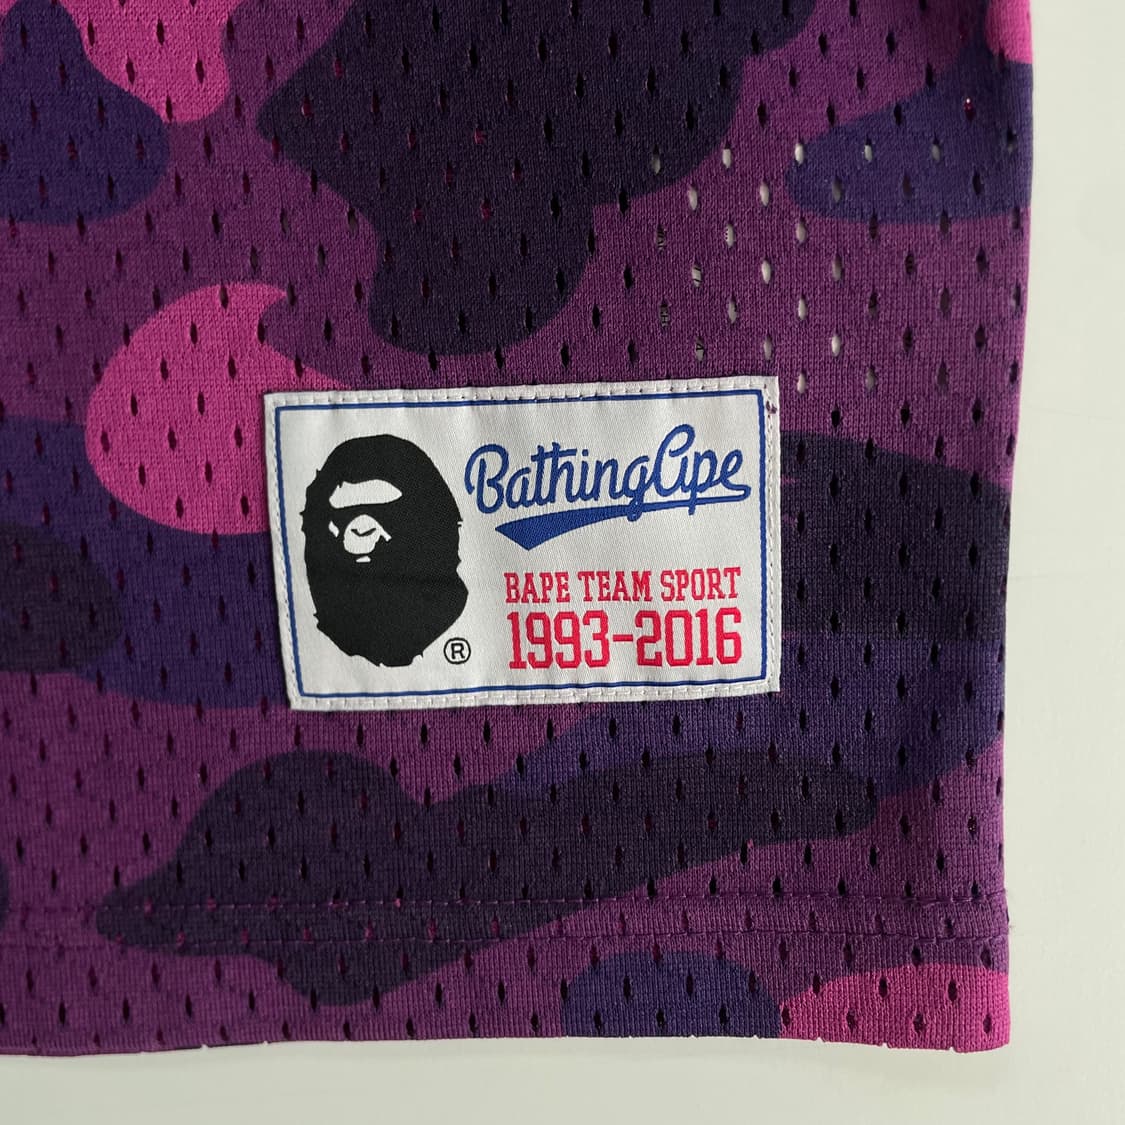 BathingApe
BAPE TEAM SPORT
1993-2016
®